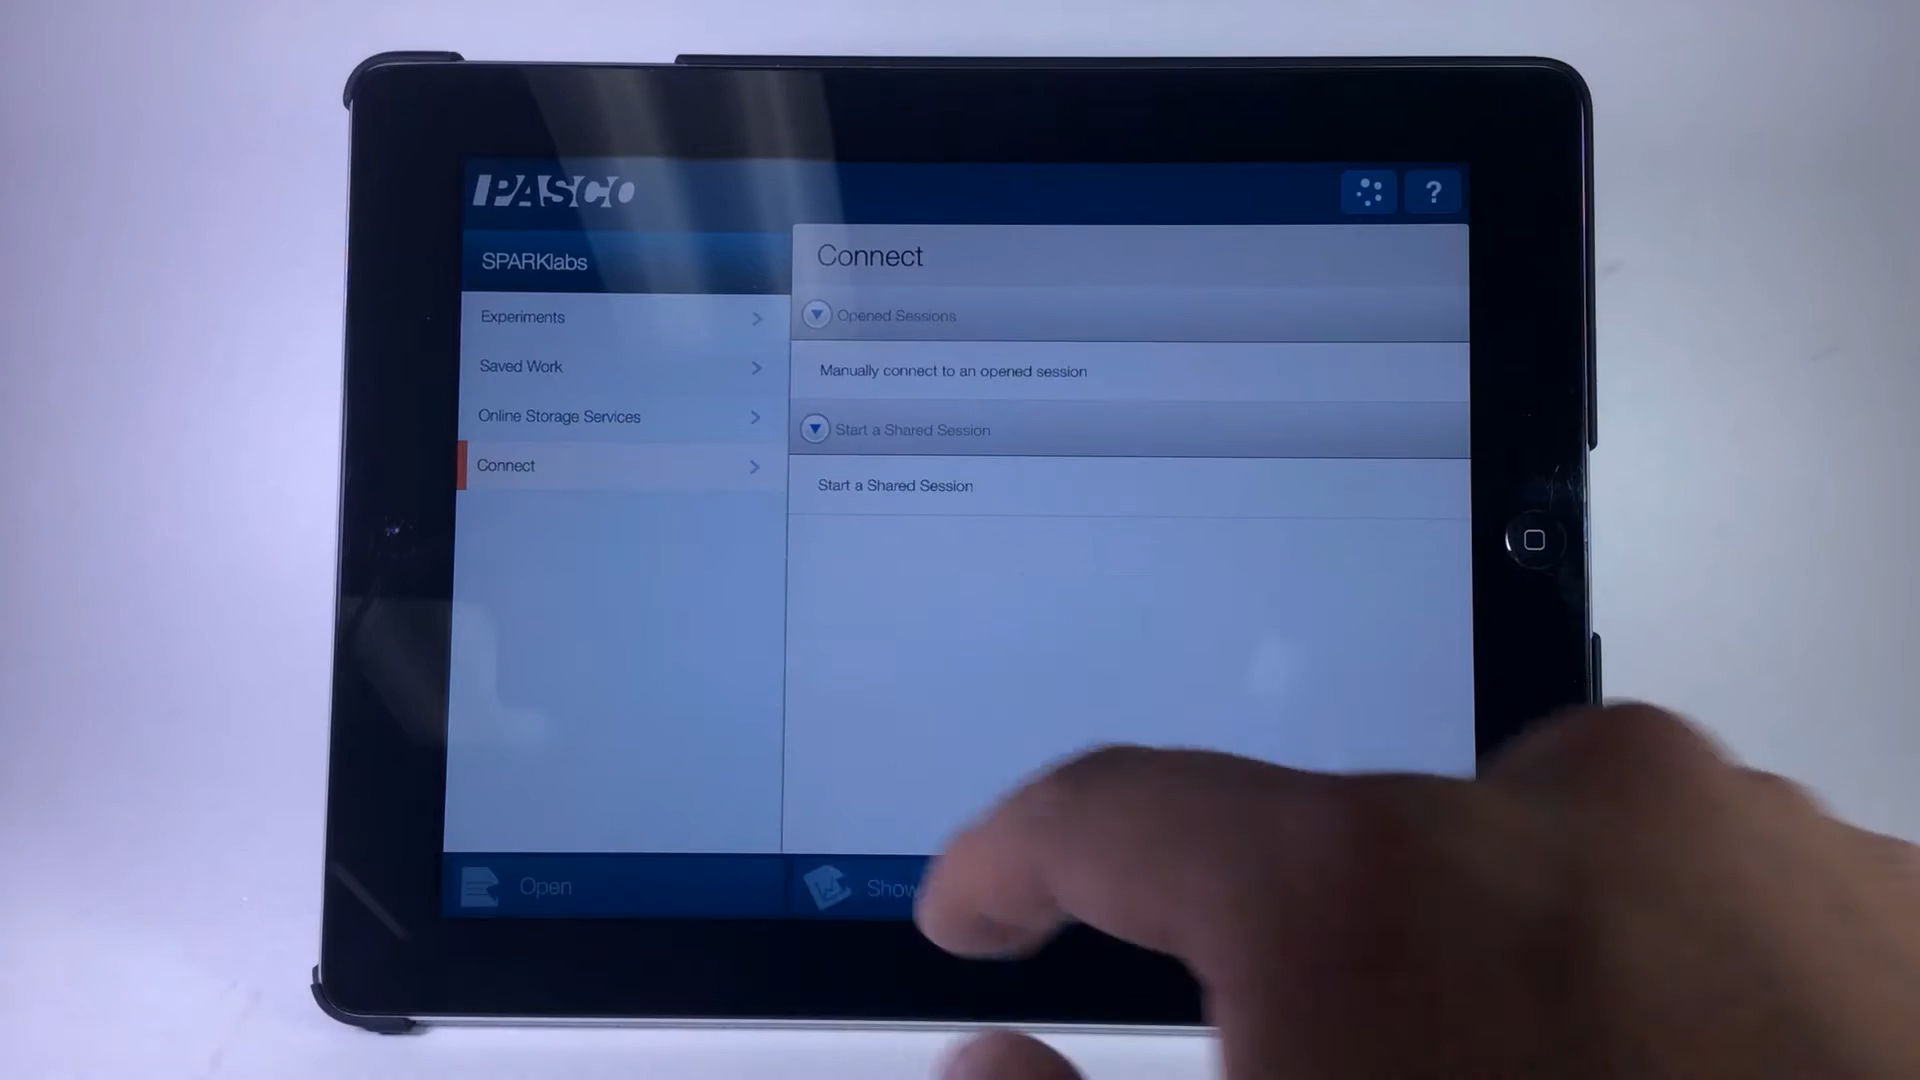 PASCO
?
SPARKlabs
Connect
Experiments
Opened Sessions
Saved Work
Manually connect to an opened session
Online Storage Services
Start a Shared Session
Connect
Start a Shared Session
Open
Show